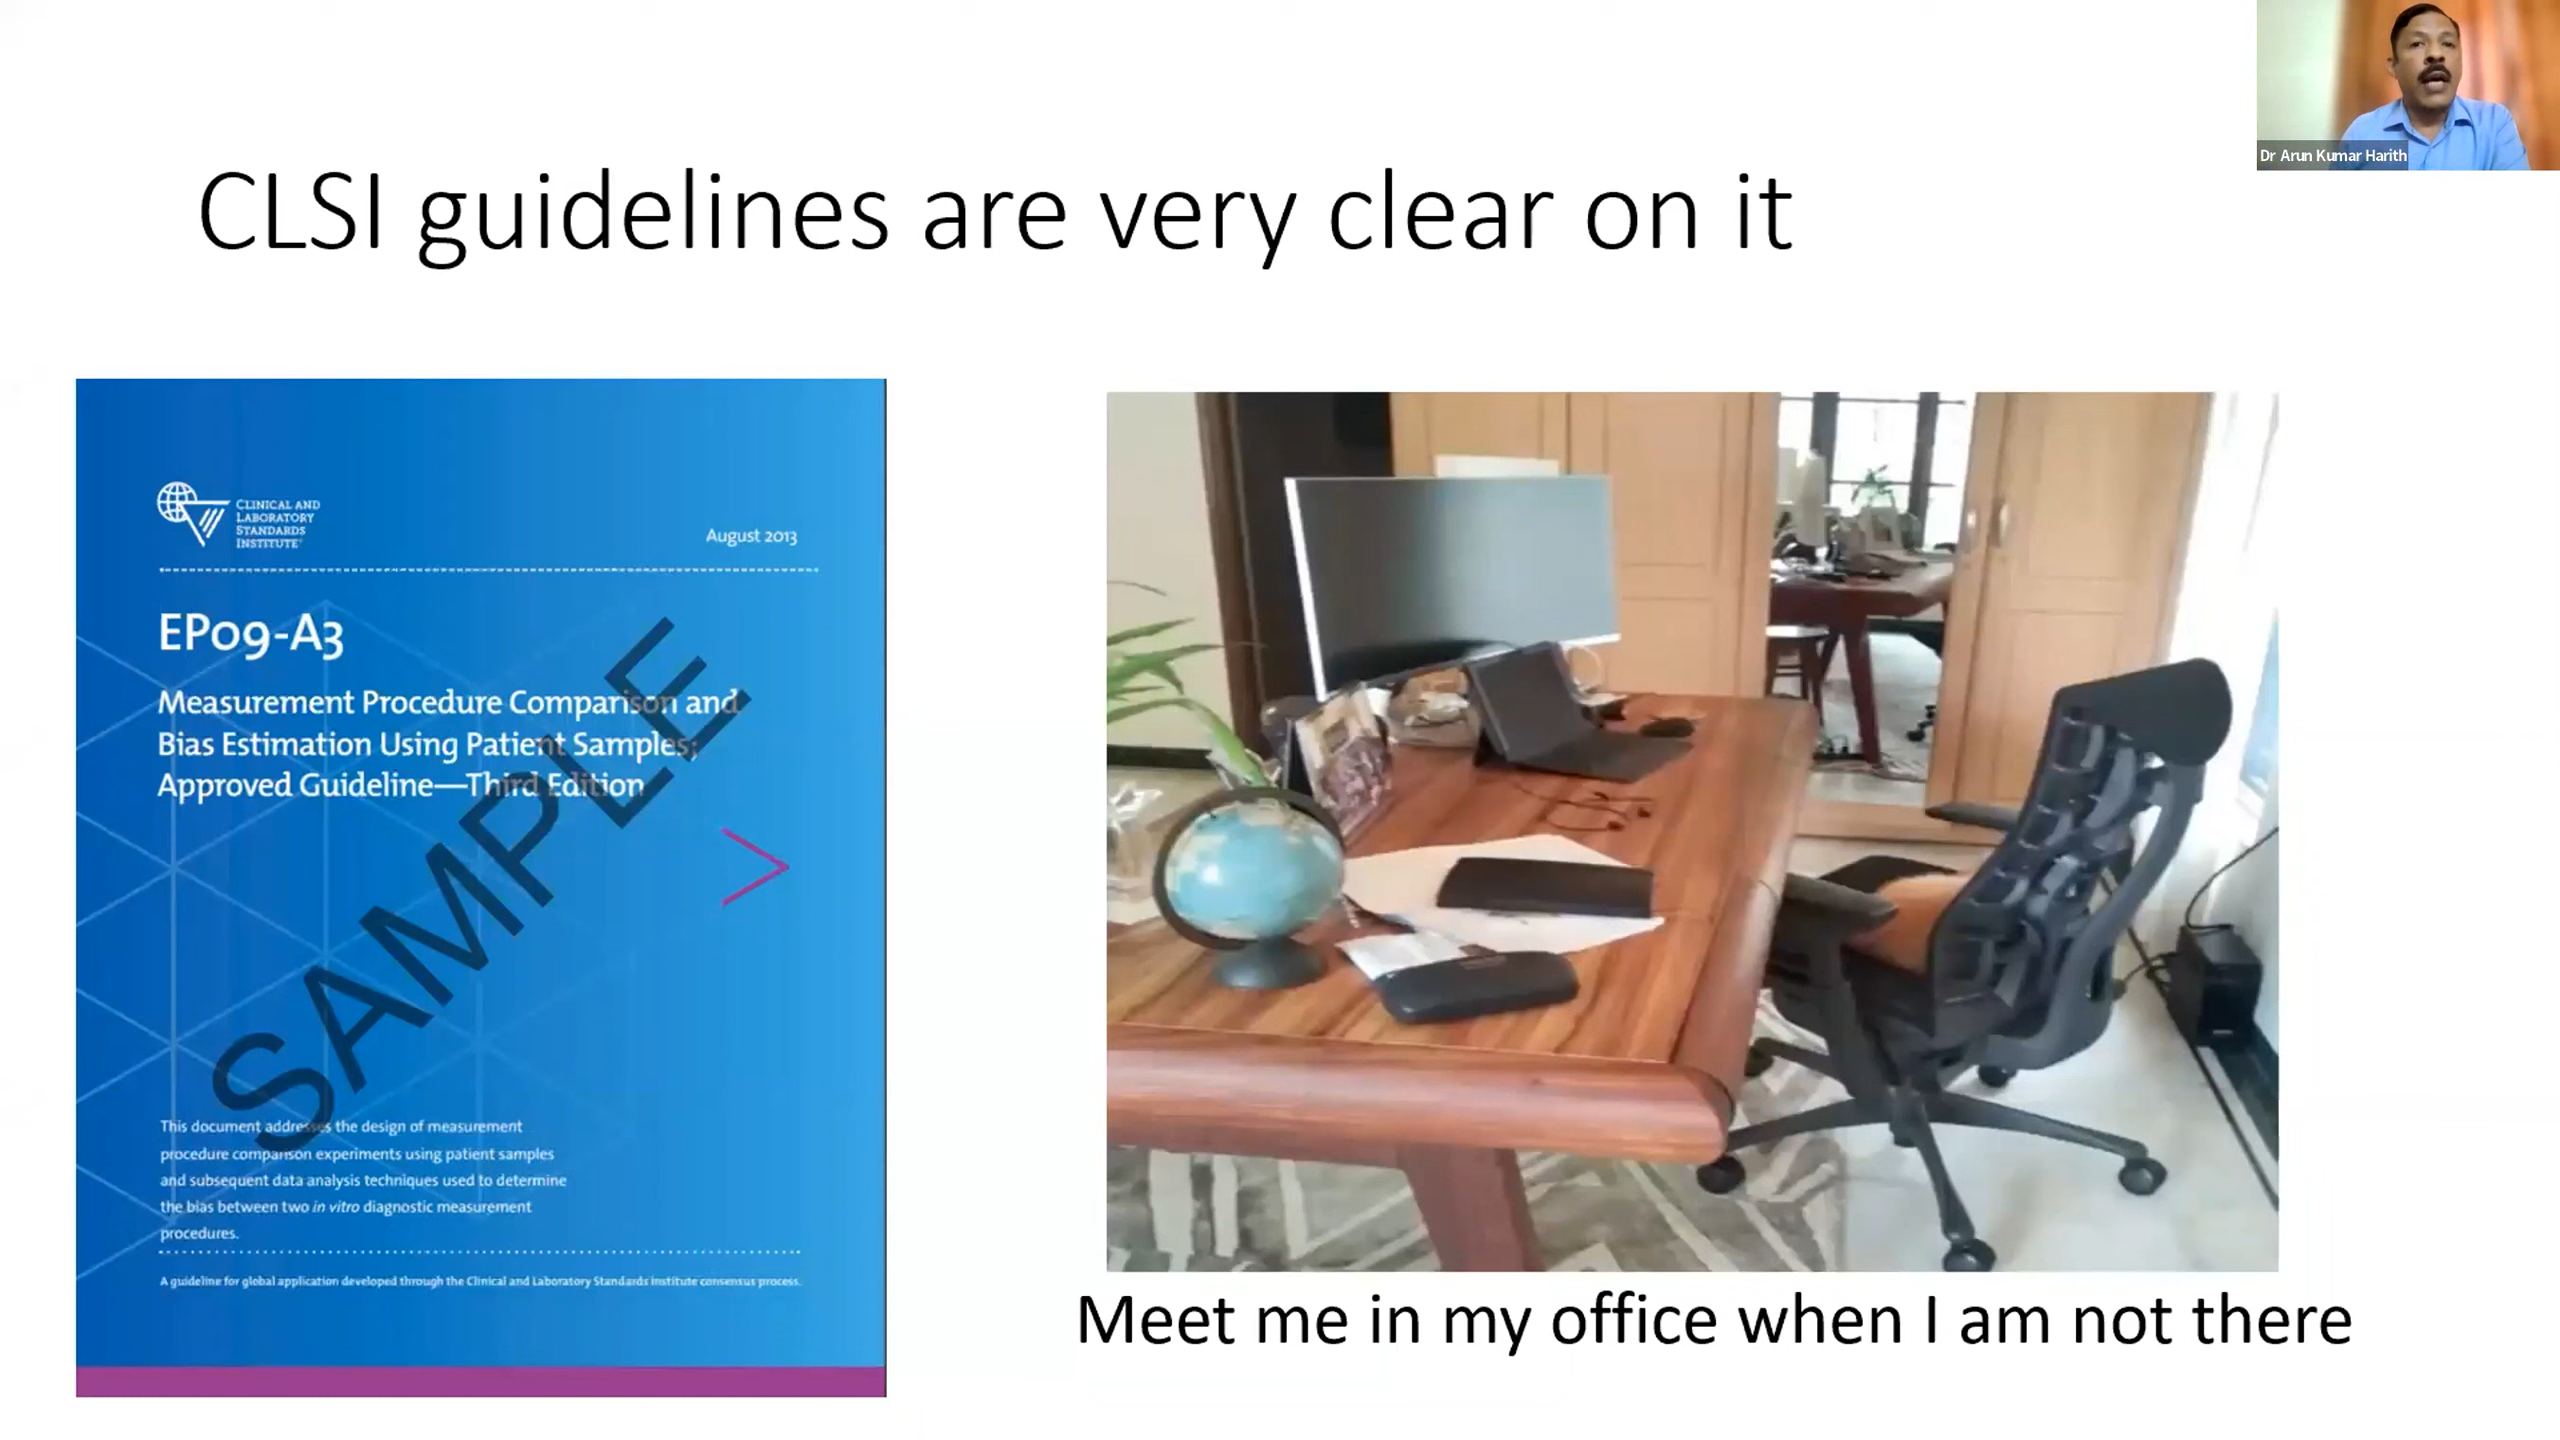 Dr Arun Kumar Harith
CLSI guidelines are very clear on it
CLINICAL AND
LABORATORY
STANDARDS
INSTITUTE®
August 2013
EP09-A3
Measurement Procedure Comparison and
Bias Estimation Using Patient Samples;
Approved Guideline—Third Edition
SAMPLE
This document addresses the design of measurement
procedure comparison experiments using patient samples
and subsequent data analysis techniques used to determine
the bias between two in vitro diagnostic measurement
procedures.
A guideline for global application developed through the Clinical and Laboratory Standards Institute consensus process.
Meet me in my office when I am not there